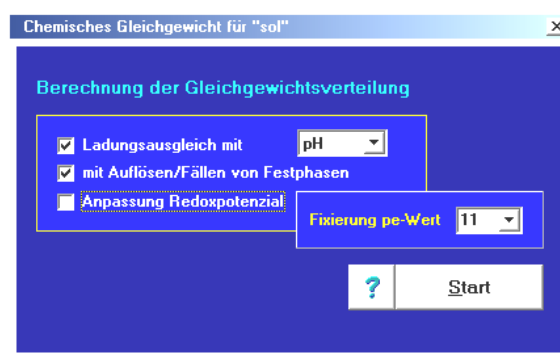 Chemisches Gleichgewicht für "sol"
Berechnung der Gleichgewichtsverteilung
Ladungsausgleich mit pH
mit Auflösen/Fällen von Festphasen
Anpassung Redoxpotenzial
Fixierung pe-Wert 11
? Start